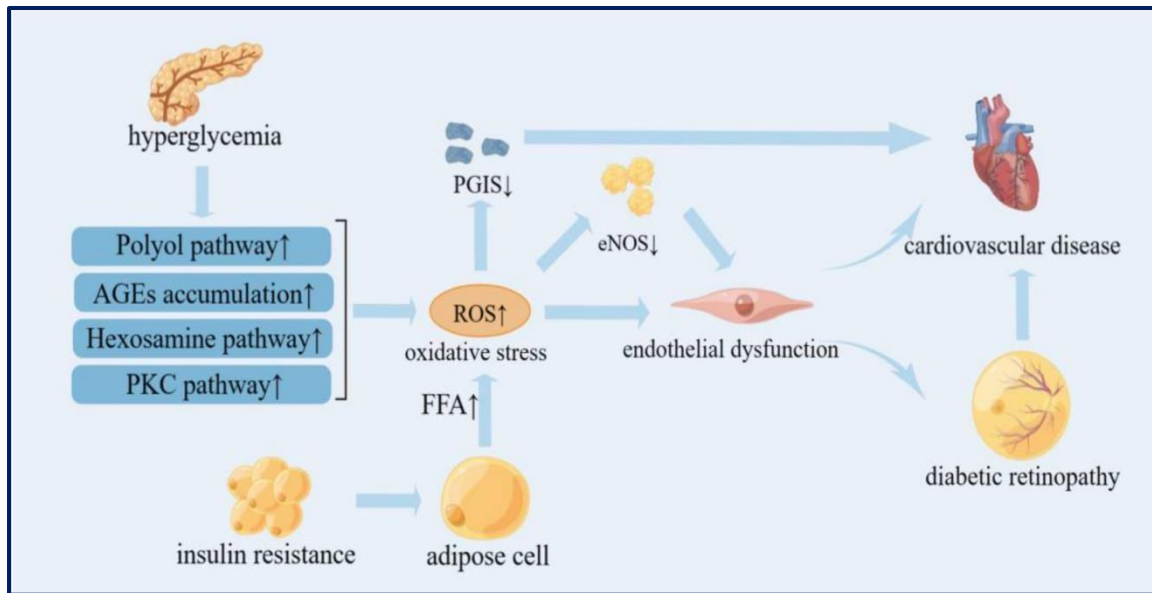 hyperglycemia
Polyol pathway↑
AGEs accumulation↑
Hexosamine pathway↑
PKC pathway↑
PGIS↓
eNOS↓
ROS↑
oxidative stress
FFA↑
insulin resistance
adipose cell
endothelial dysfunction
cardiovascular disease
diabetic retinopathy